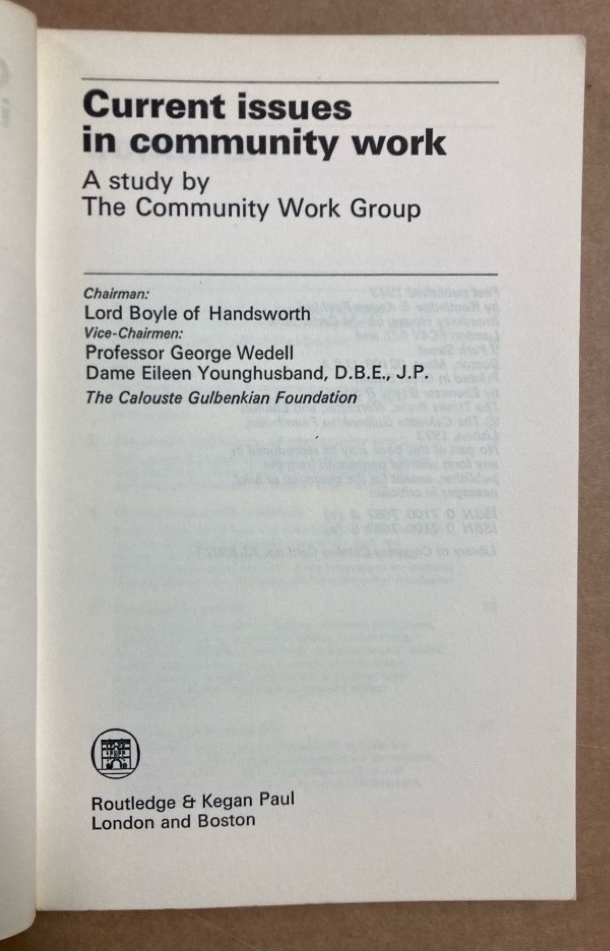 Current issues
in community work
A study by
The Community Work Group
Chairman:
Lord Boyle of Handsworth
Vice-Chairmen:
Professor George Wedell
Dame Eileen Younghusband, D.B.E., J.P.
The Calouste Gulbenkian Foundation
Routledge & Kegan Paul
London and Boston